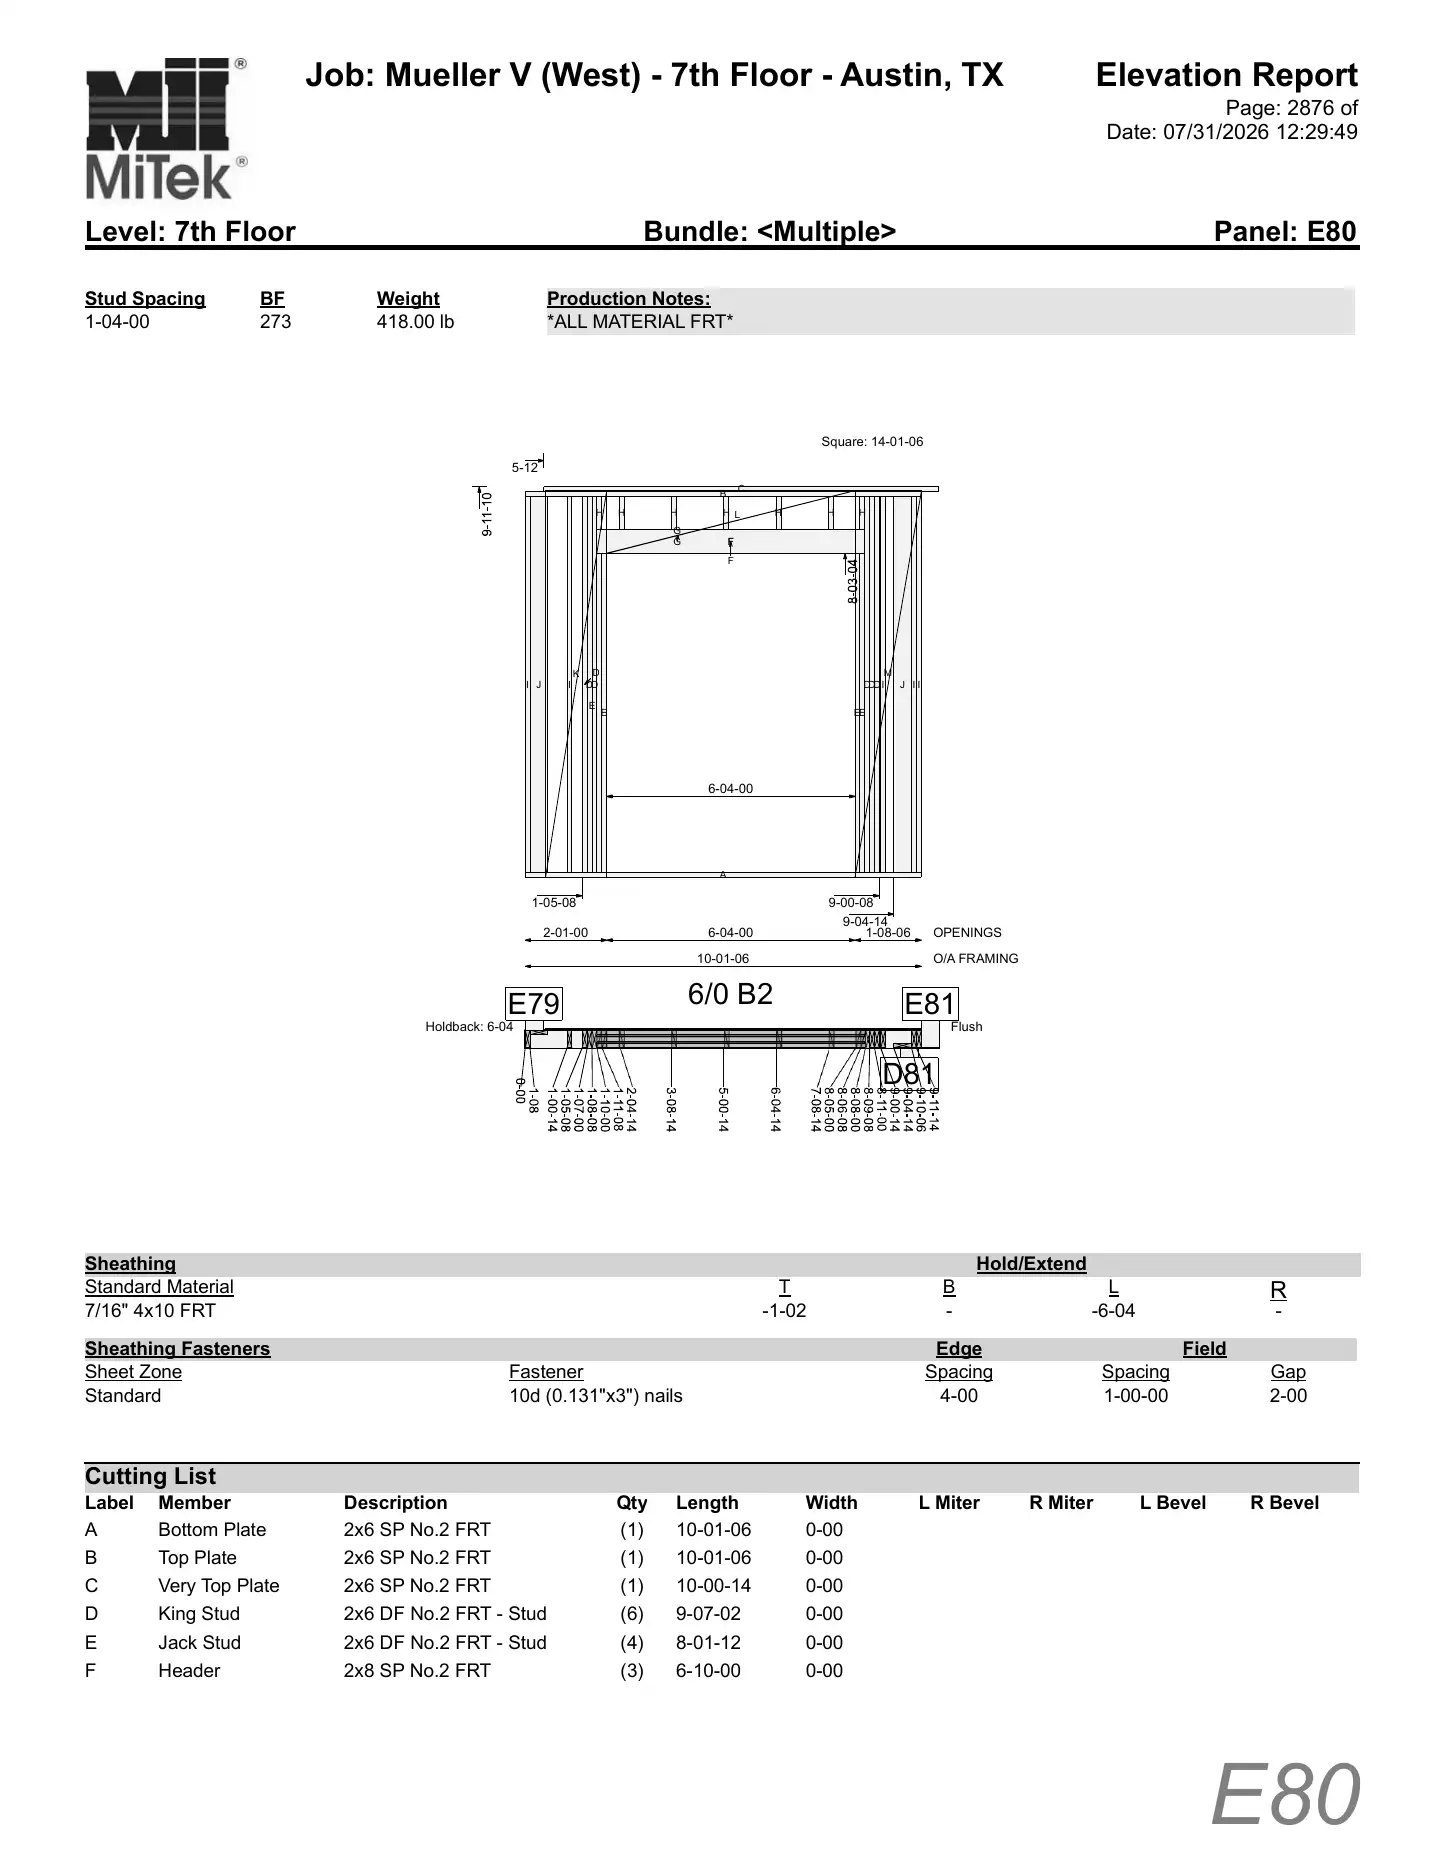 MiTek®
Job: Mueller V (West) - 7th Floor - Austin, TX
Elevation Report
Page: 2876 of
Date: 07/31/2026 12:29:49
Level: 7th Floor Bundle: <Multiple> Panel: E80
Stud Spacing BF Weight Production Notes:
1-04-00 273 418.00 lb *ALL MATERIAL FRT*
Square: 14-01-06
5-12
9-11-10
C
B
H H H H H H H
L
G
G
F
F
8-03-04
K D M
I J I D D D D D I J I I
E
E E E
6-04-00
A
1-05-08 9-00-08
9-04-14
2-01-00 6-04-00 1-08-06 OPENINGS
10-01-06 O/A FRAMING
E79 6/0 B2 E81
Holdback: 6-04 Flush
D81
0-00 1-08 1-00-14 1-05-08 1-07-00 1-08-08 1-10-00 1-11-08 2-04-14 3-08-14 5-00-14 6-04-14 7-08-14 8-05-00 8-06-08 8-08-00 8-09-08 8-11-00 9-00-14 9-04-14 9-10-06 9-11-14
Sheathing Hold/Extend
Standard Material T B L R
7/16" 4x10 FRT -1-02 - -6-04 -
Sheathing Fasteners Edge Field
Sheet Zone Fastener Spacing Spacing Gap
Standard 10d (0.131"x3") nails 4-00 1-00-00 2-00
Cutting List
Label Member Description Qty Length Width L Miter R Miter L Bevel R Bevel
A Bottom Plate 2x6 SP No.2 FRT (1) 10-01-06 0-00
B Top Plate 2x6 SP No.2 FRT (1) 10-01-06 0-00
C Very Top Plate 2x6 SP No.2 FRT (1) 10-00-14 0-00
D King Stud 2x6 DF No.2 FRT - Stud (6) 9-07-02 0-00
E Jack Stud 2x6 DF No.2 FRT - Stud (4) 8-01-12 0-00
F Header 2x8 SP No.2 FRT (3) 6-10-00 0-00
E80